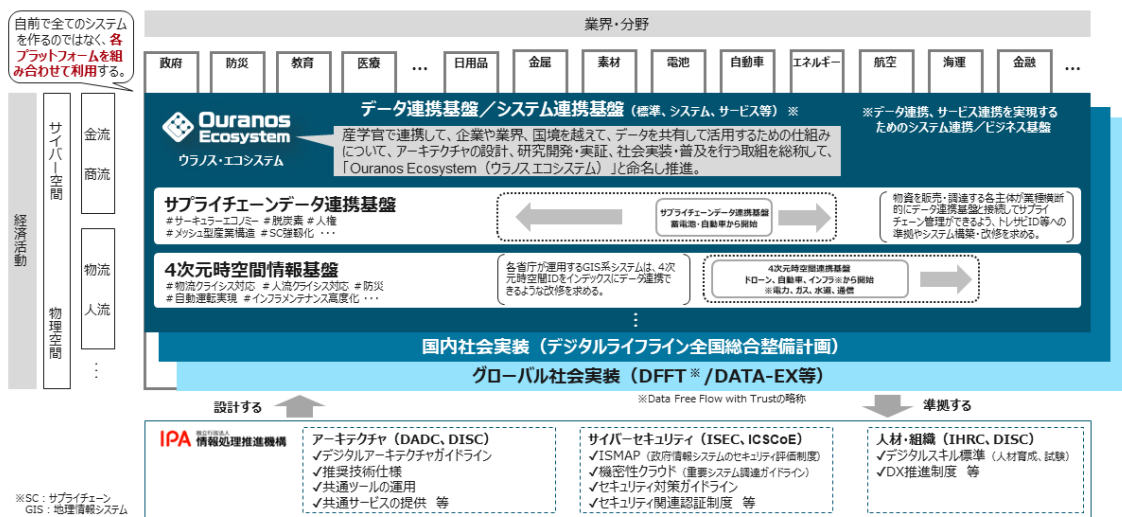 自前で全てのシステム
を作るのではなく、各
プラットフォームを組
み合わせて利用する。
業界・分野
政府
防災
教育
医療
…
日用品
金属
素材
電池
自動車
エネルギー
航空
海運
金融
…
経済活動
サイバー空間
物理空間
金流
商流
物流
人流
…
Ouranos
Ecosystem
ウラノス・エコシステム
データ連携基盤／システム連携基盤（標準、システム、サービス等）※
※データ連携、サービス連携を実現する
ためのシステム連携／ビジネス基盤
産学官で連携して、企業や業界、国境を越えて、データを共有して活用するための仕組み
について、アーキテクチャの設計、研究開発・実証、社会実装・普及を行う取組を総称して、
「Ouranos Ecosystem（ウラノス エコシステム）」と命名し推進。
サプライチェーンデータ連携基盤
#サーキュラーエコノミー #脱炭素 #人権
#メッシュ型産業構造 #SC強靱化 ･･･
サプライチェーンデータ連携基盤
蓄電池・自動車から開始
物資を販売・調達する各主体が業種横断
的にデータ連携基盤と接続してサプライ
チェーン管理ができるよう、トレサビID等への
準拠やシステム構築・改修を求める。
4次元時空間情報基盤
#物流クライシス対応 #人流クライシス対応 #防災
#自動運転実現 #インフラメンテナンス高度化 ･･･
各省庁が運用するGIS系システムは、4次
元時空間IDをインデックスにデータ連携で
きるような改修を求める。
4次元時空間連携基盤
ドローン、自動車、インフラ※から開始
※電力、ガス、水道、通信
…
国内社会実装（デジタルライフライン全国総合整備計画）
グローバル社会実装（DFFT※/DATA-EX等）
※Data Free Flow with Trustの略称
設計する
準拠する
IPA 独立行政法人
情報処理推進機構
アーキテクチャ（DADC、DISC）
✓デジタルアーキテクチャガイドライン
✓推奨技術仕様
✓共通ツールの運用
✓共通サービスの提供 等
サイバーセキュリティ（ISEC、ICSCoE）
✓ISMAP（政府情報システムのセキュリティ評価制度）
✓機密性クラウド（重要システム調達ガイドライン）
✓セキュリティ対策ガイドライン
✓セキュリティ関連認証制度 等
人材・組織（IHRC、DISC）
✓デジタルスキル標準（人材育成、試験）
✓DX推進制度 等
※SC：サプライチェーン
GIS：地理情報システム